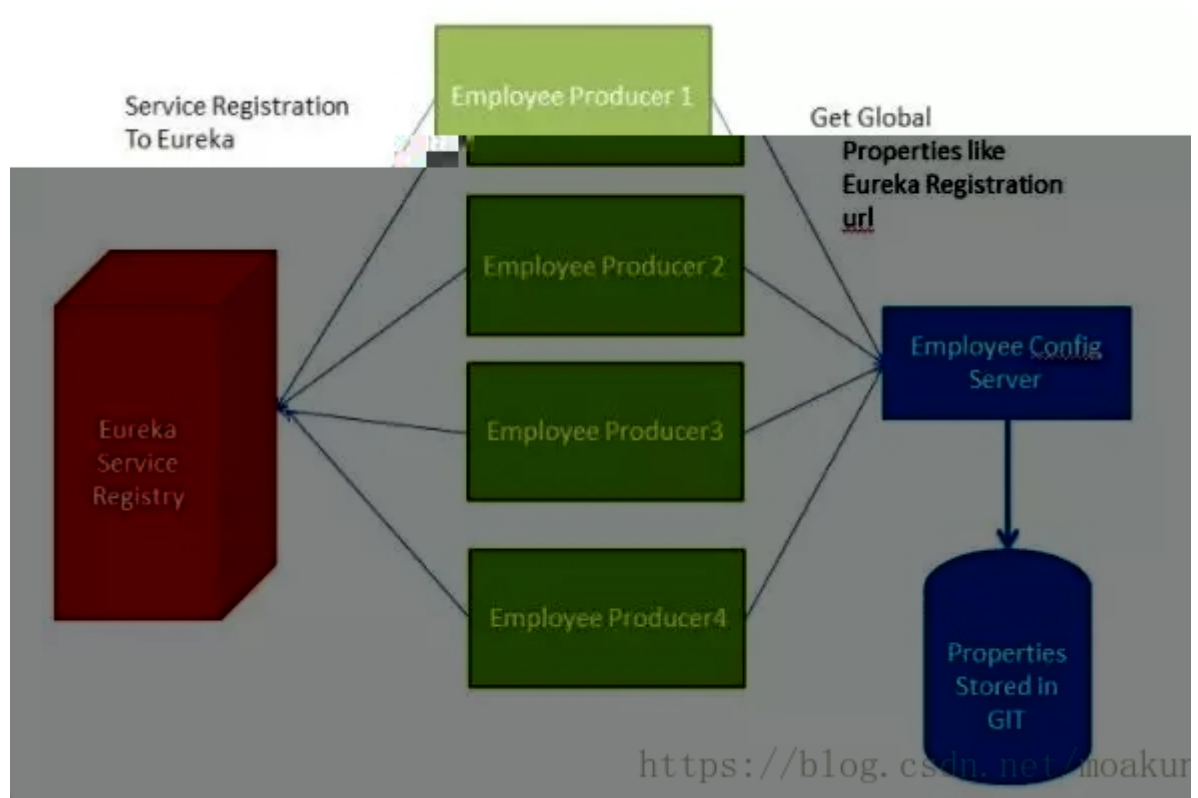 Service Registration
To Eureka
Employee Producer 1
Get Global
Properties like
Eureka Registration
url
Employee Producer 2
Employee Config
Server
Eureka
Service
Registry
Employee Producer3
Employee Producer4
Properties
Stored in
GIT
https://blog.csdn.net/moakun